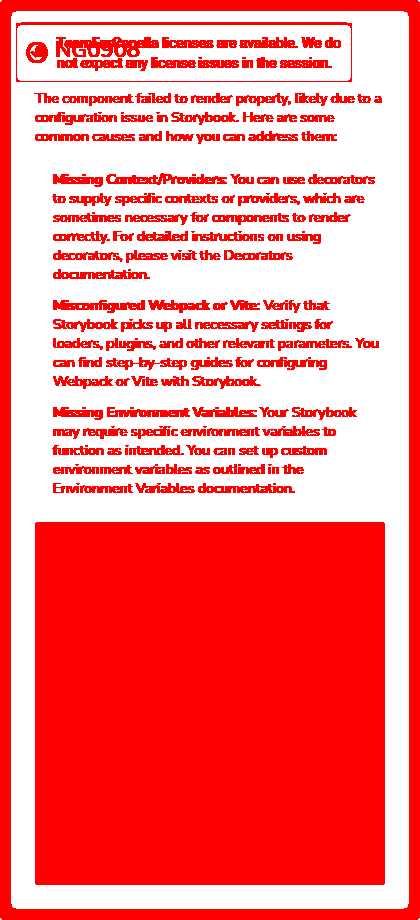 licenses are available. We do
NG0908
not expect any license issues in the session.
The component failed to render properly, likely due to a
configuration issue in Storybook. Here are some
common causes and how you can address them:
Missing Context/Providers: You can use decorators
to supply specific contexts or providers, which are
sometimes necessary for components to render
correctly. For detailed instructions on using
decorators, please visit the Decorators
documentation.
Misconfigured Webpack or Vite: Verify that
Storybook picks up all necessary settings for
loaders, plugins, and other relevant parameters. You
can find step-by-step guides for configuring
Webpack or Vite with Storybook.
Missing Environment Variables: Your Storybook
may require specific environment variables to
function as intended. You can set up custom
environment variables as outlined in the
Environment Variables documentation.